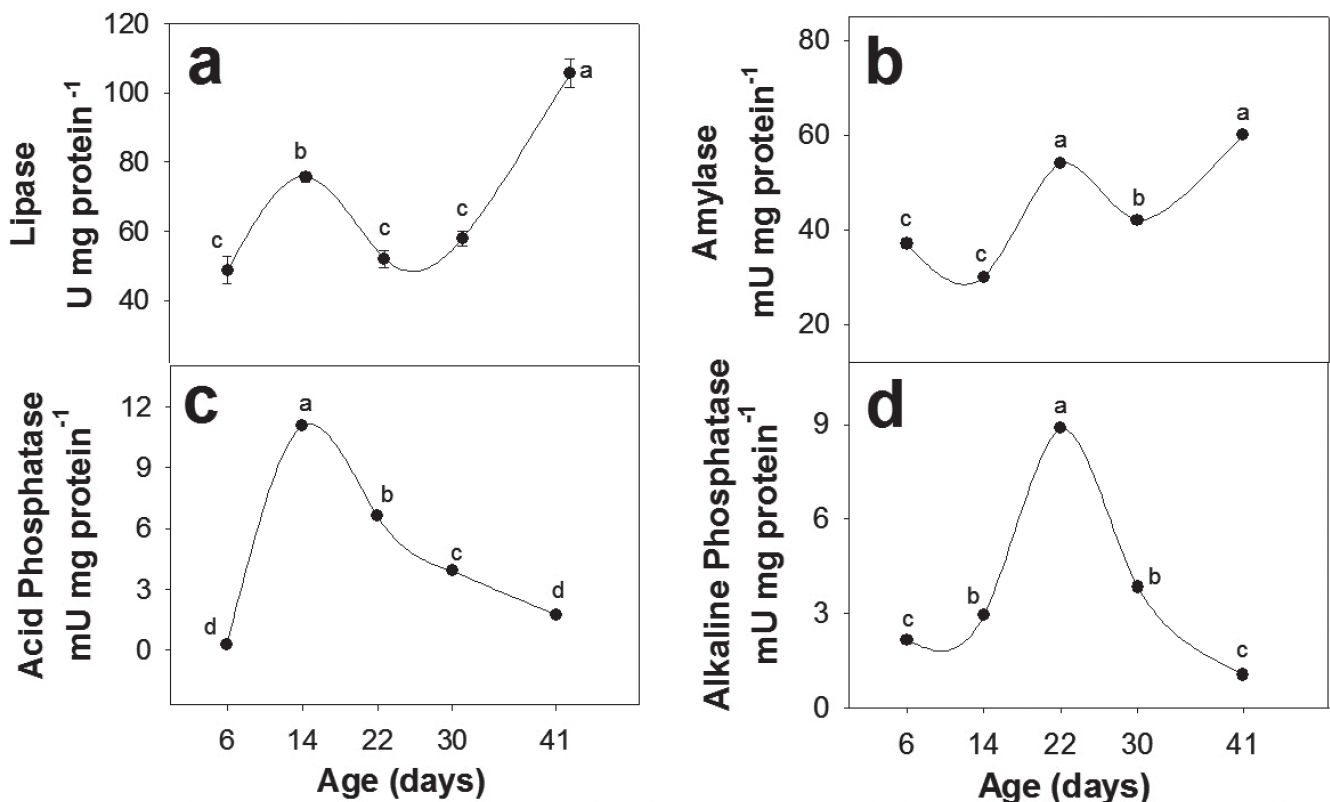 a
Lipase
U mg protein-1
120
100
80
60
40
c
b
c
c
a
b
Amylase
mU mg protein-1
80
60
40
20
c
c
a
b
a
c
Acid Phosphatase
mU mg protein-1
12
9
6
3
0
d
a
b
c
d
6 14 22 30 41
Age (days)
d
Alkaline Phosphatase
mU mg protein-1
9
6
3
0
c
b
a
b
c
6 14 22 30 41
Age (days)